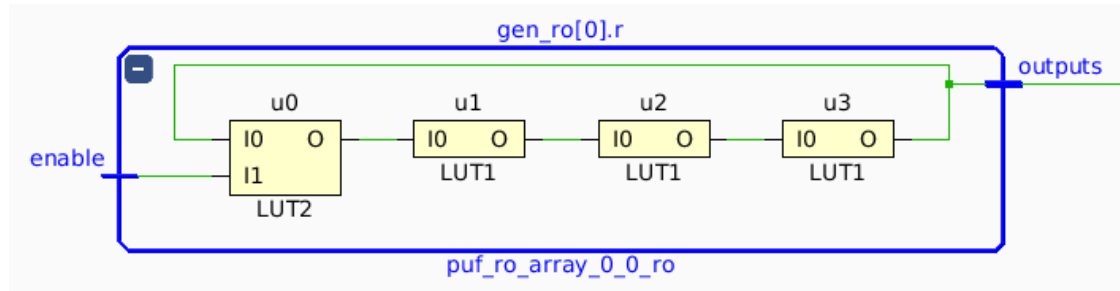 gen_ro[0].r
outputs
u0 u1 u2 u3
I0 O I0 O I0 O I0 O
enable
I1
LUT1 LUT1 LUT1
LUT2
puf_ro_array_0_0_ro